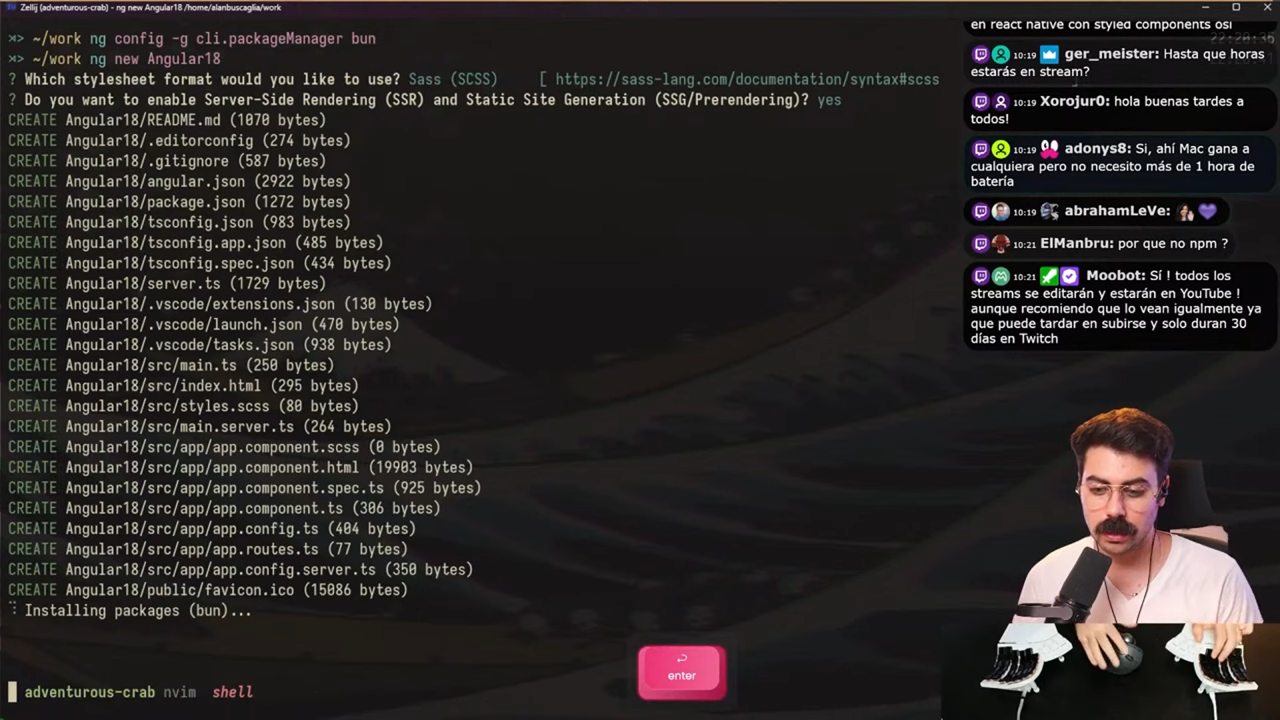 Zellij (adventurous-crab) - ng new Angular18 /home/alanbuscaglia/work
~/work ng config -g cli.packageManager bun
~/work ng new Angular18
? Which stylesheet format would you like to use? Sass (SCSS)     [ https://sass-lang.com/documentation/syntax#scss
? Do you want to enable Server-Side Rendering (SSR) and Static Site Generation (SSG/Prerendering)? yes
CREATE Angular18/README.md (1070 bytes)
CREATE Angular18/.editorconfig (274 bytes)
CREATE Angular18/.gitignore (587 bytes)
CREATE Angular18/angular.json (2922 bytes)
CREATE Angular18/package.json (1272 bytes)
CREATE Angular18/tsconfig.json (983 bytes)
CREATE Angular18/tsconfig.app.json (485 bytes)
CREATE Angular18/tsconfig.spec.json (434 bytes)
CREATE Angular18/server.ts (1729 bytes)
CREATE Angular18/.vscode/extensions.json (130 bytes)
CREATE Angular18/.vscode/launch.json (470 bytes)
CREATE Angular18/.vscode/tasks.json (938 bytes)
CREATE Angular18/src/main.ts (250 bytes)
CREATE Angular18/src/index.html (295 bytes)
CREATE Angular18/src/styles.scss (80 bytes)
CREATE Angular18/src/main.server.ts (264 bytes)
CREATE Angular18/src/app/app.component.scss (0 bytes)
CREATE Angular18/src/app/app.component.html (19903 bytes)
CREATE Angular18/src/app/app.component.spec.ts (925 bytes)
CREATE Angular18/src/app/app.component.ts (306 bytes)
CREATE Angular18/src/app/app.config.ts (404 bytes)
CREATE Angular18/src/app/app.routes.ts (77 bytes)
CREATE Angular18/src/app/app.config.server.ts (350 bytes)
CREATE Angular18/public/favicon.ico (15086 bytes)
Installing packages (bun)...
adventurous-crab nvim shell
enter
en react native con styled components osi
10:19 ger_meister: Hasta que horas
estarás en stream?
10:19 Xorojur0: hola buenas tardes a
todos!
10:19 adonys8: Si, ahí Mac gana a
cualquiera pero no necesito más de 1 hora de
batería
10:19 abrahamLeVe:
10:21 ElManbru: por que no npm ?
10:21 Moobot: Sí ! todos los
streams se editarán y estarán en YouTube !
aunque recomiendo que lo vean igualmente ya
que puede tardar en subirse y solo duran 30
días en Twitch